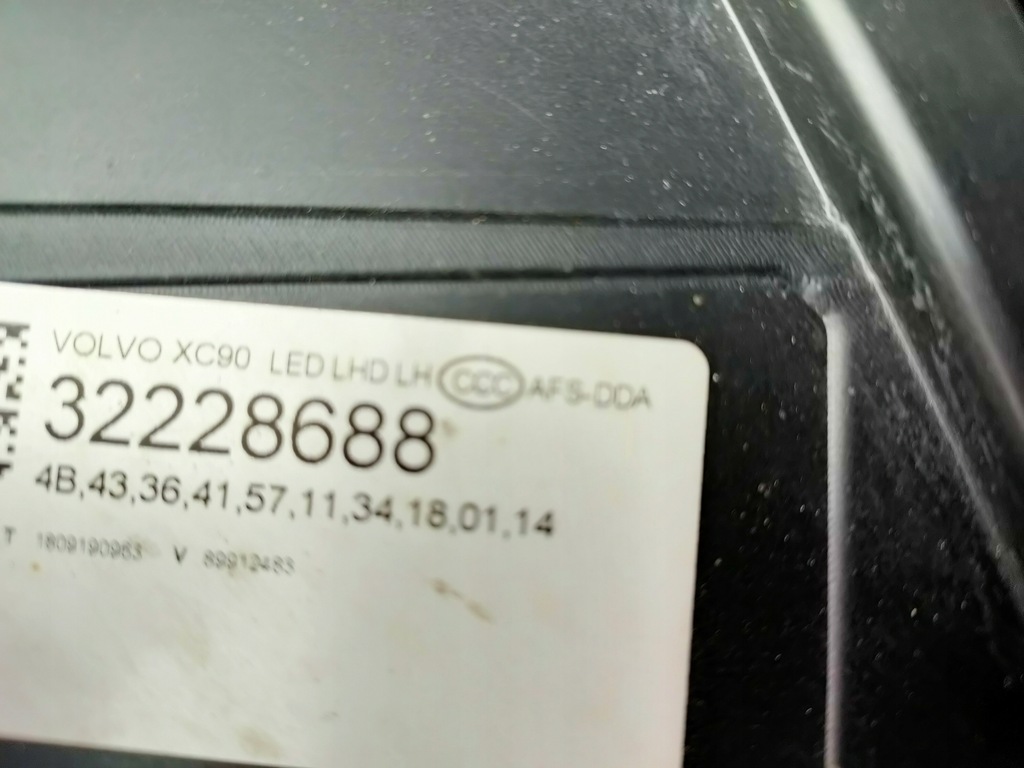 VOLVO XC90 LED LHD LH CCC AFS-DDA
32228688
4B,43,36,41,57,11,34,18,01,14
T 1809190963 V 89912483